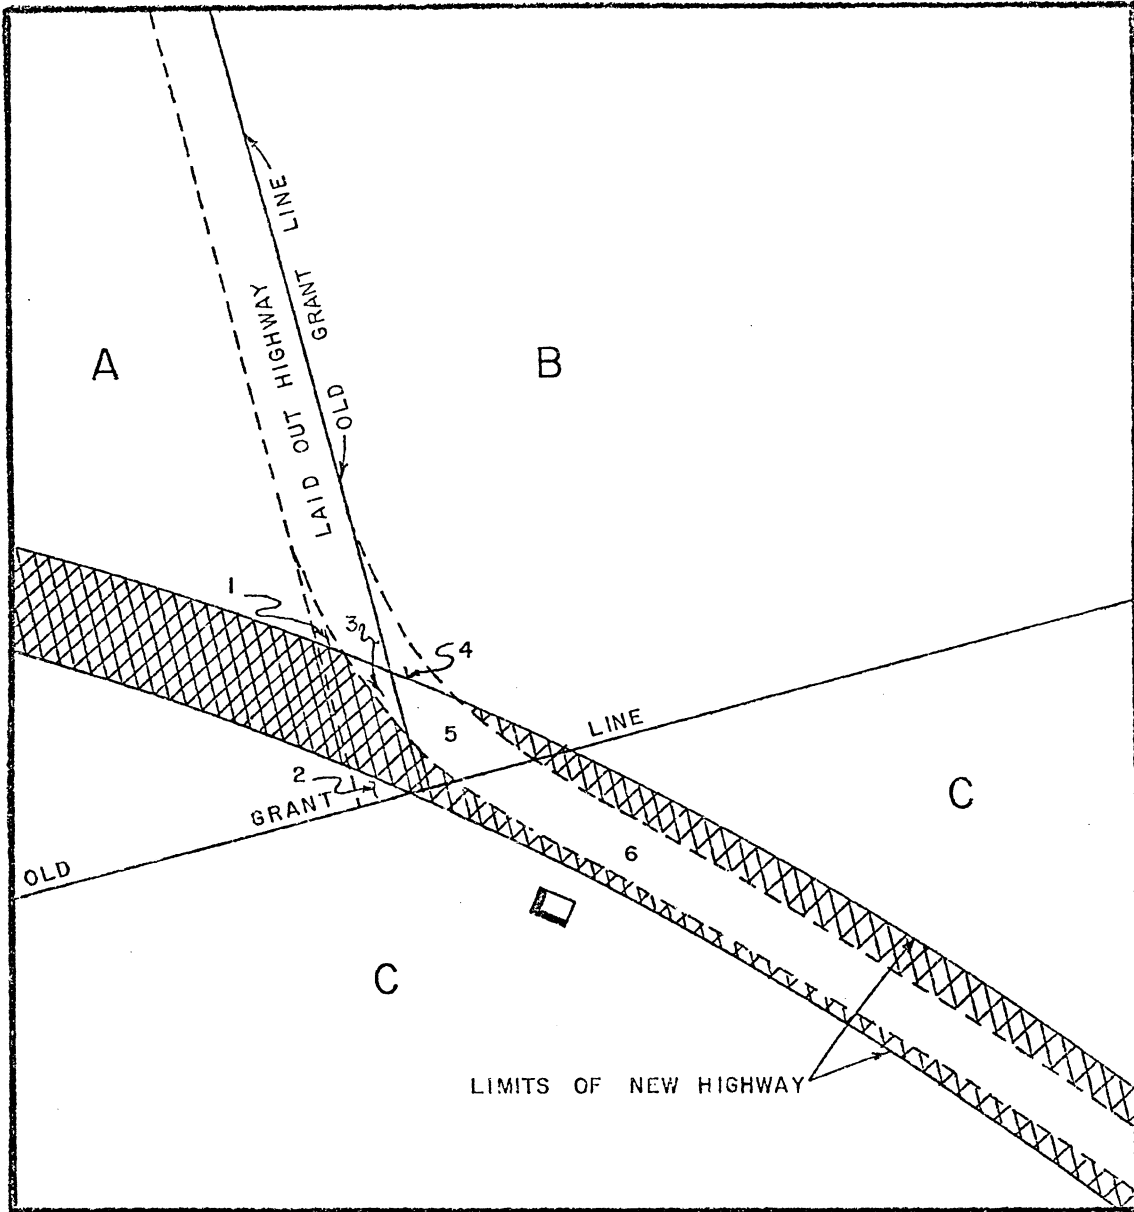 OLD GRANT LINE
LAID OUT HIGHWAY
A
B
1
3
4
5
LINE
2
GRANT
OLD
C
6
C
LIMITS OF NEW HIGHWAY